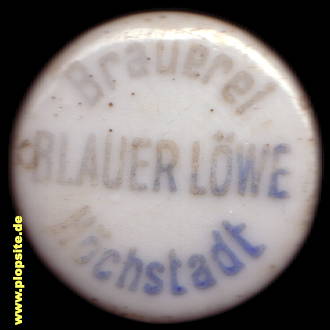 Brauerei
BLAUER LÖWE
Höchstadt
www.plopsite.de